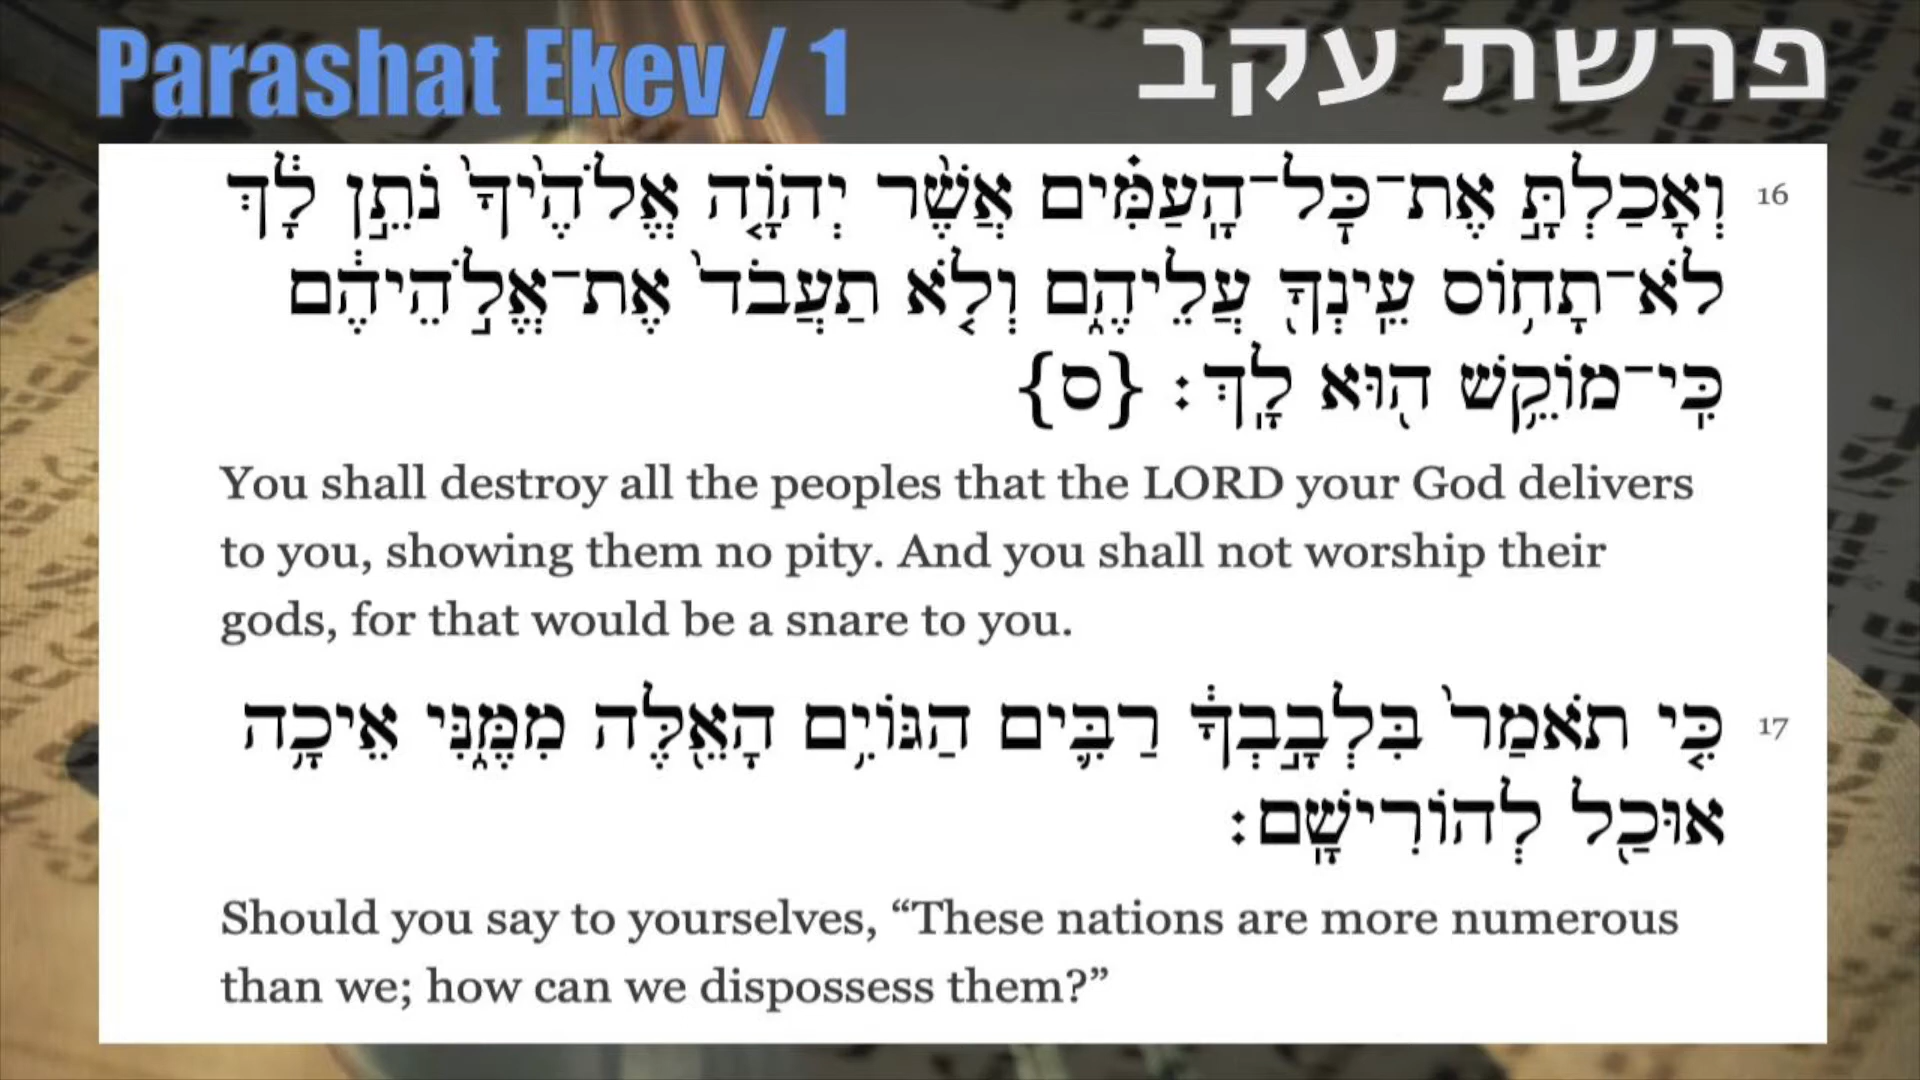 Parashat Ekev / 1
פרשת עקב
16
וְאָכַלְתָּ֣ אֶת־כׇּל־הָֽעַמִּ֗ים אֲשֶׁ֨ר יְהֹוָ֤ה אֱלֹהֶ֙יךָ֙ נֹתֵ֣ן לָ֔ךְ
לֹא־תָח֥וֹס עֵֽינְךָ֖ עֲלֵיהֶ֑ם וְלֹ֤א תַעֲבֹד֙ אֶת־אֱלֹ֣הֵיהֶ֔ם
כִּֽי־מוֹקֵ֥שׁ ה֖וּא לָֽךְ׃ {ס}
You shall destroy all the peoples that the LORD your God delivers
to you, showing them no pity. And you shall not worship their
gods, for that would be a snare to you.
17
כִּ֤י תֹאמַר֙ בִּלְבָ֣בְךָ֔ רַבִּ֛ים הַגּוֹיִ֥ם הָאֵ֖לֶּה מִמֶּ֑נִּי אֵיכָ֥ה
אוּכַ֖ל לְהוֹרִישָֽׁם׃
Should you say to yourselves, “These nations are more numerous
than we; how can we dispossess them?”